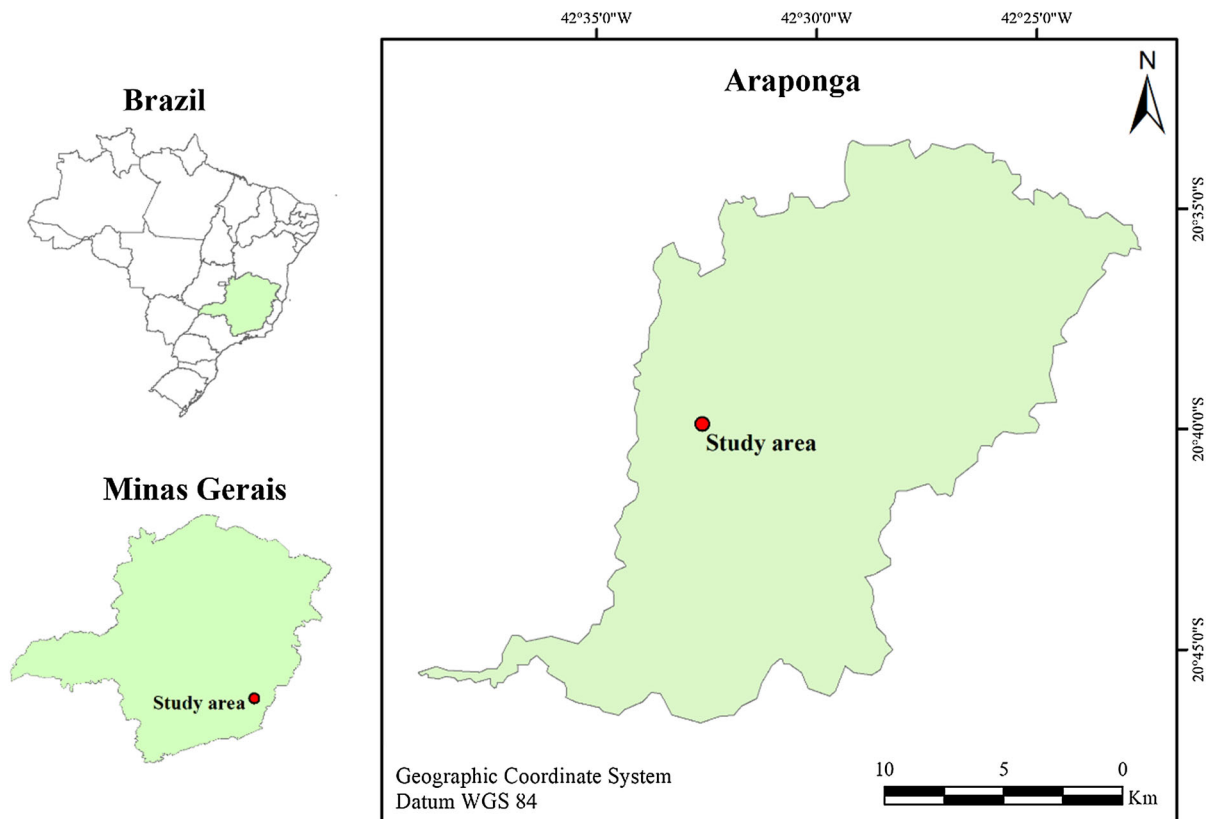 42°35'0"W 42°30'0"W 42°25'0"W
Brazil
Araponga
N
20°35'0"S
Study area
20°40'0"S
Minas Gerais
20°45'0"S
Study area
Geographic Coordinate System
Datum WGS 84
10 5 0
Km